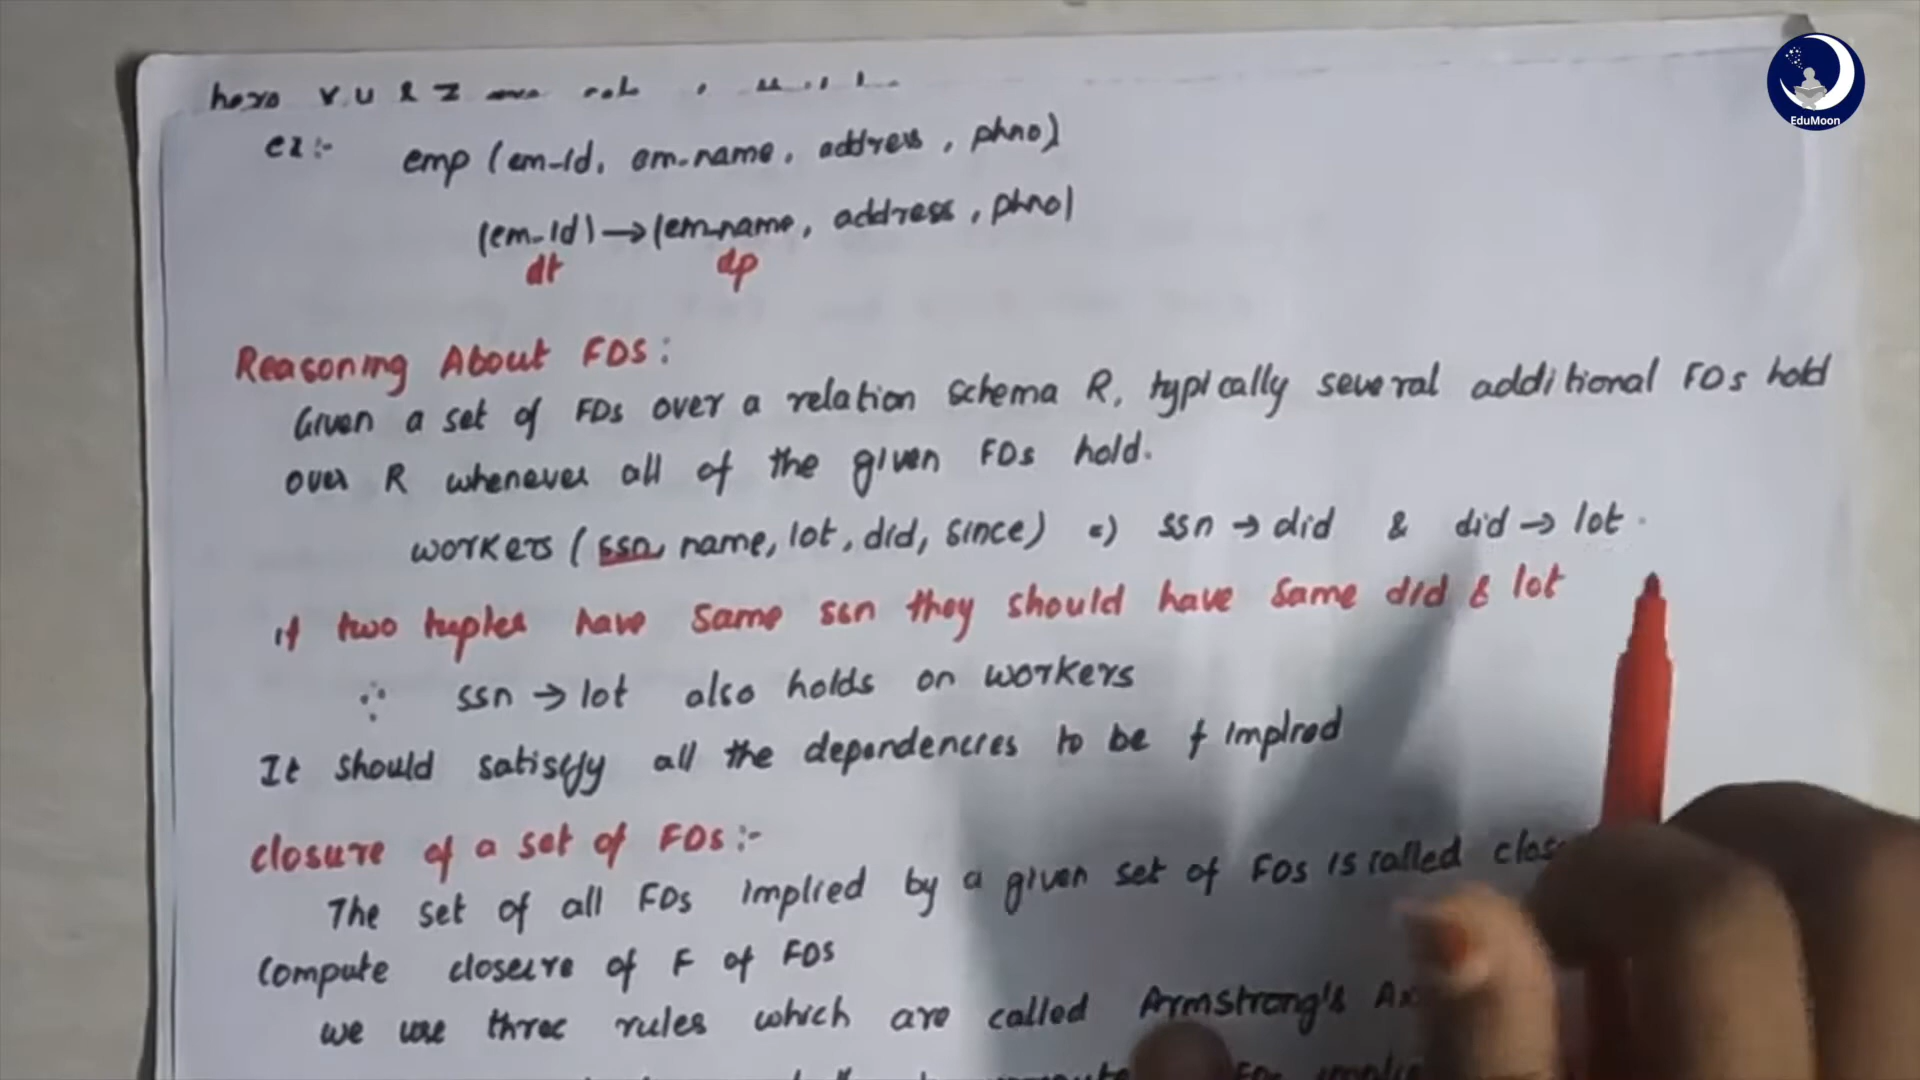 EduMoon
Y U & Z
ex:- emp (em-Id, em-name, address, phno)
(em-Id) → (em-name, address, phno)
dt dp
Reasoning About FDS:
Given a set of FDs over a relation schema R, typically several additional FDs hold
over R whenever all of the given FDs hold.
workers (ssn, name, lot, did, since) =) ssn → did & did → lot.
if two tuples have same ssn they should have same did & lot
∴ ssn → lot also holds on workers
It should satisfy all the dependencies to be f implied
closure of a set of FDs:-
The set of all FDs implied by a given set of FDs is called
Compute closure of F of FDs
we use three rules which are called Armstrong's